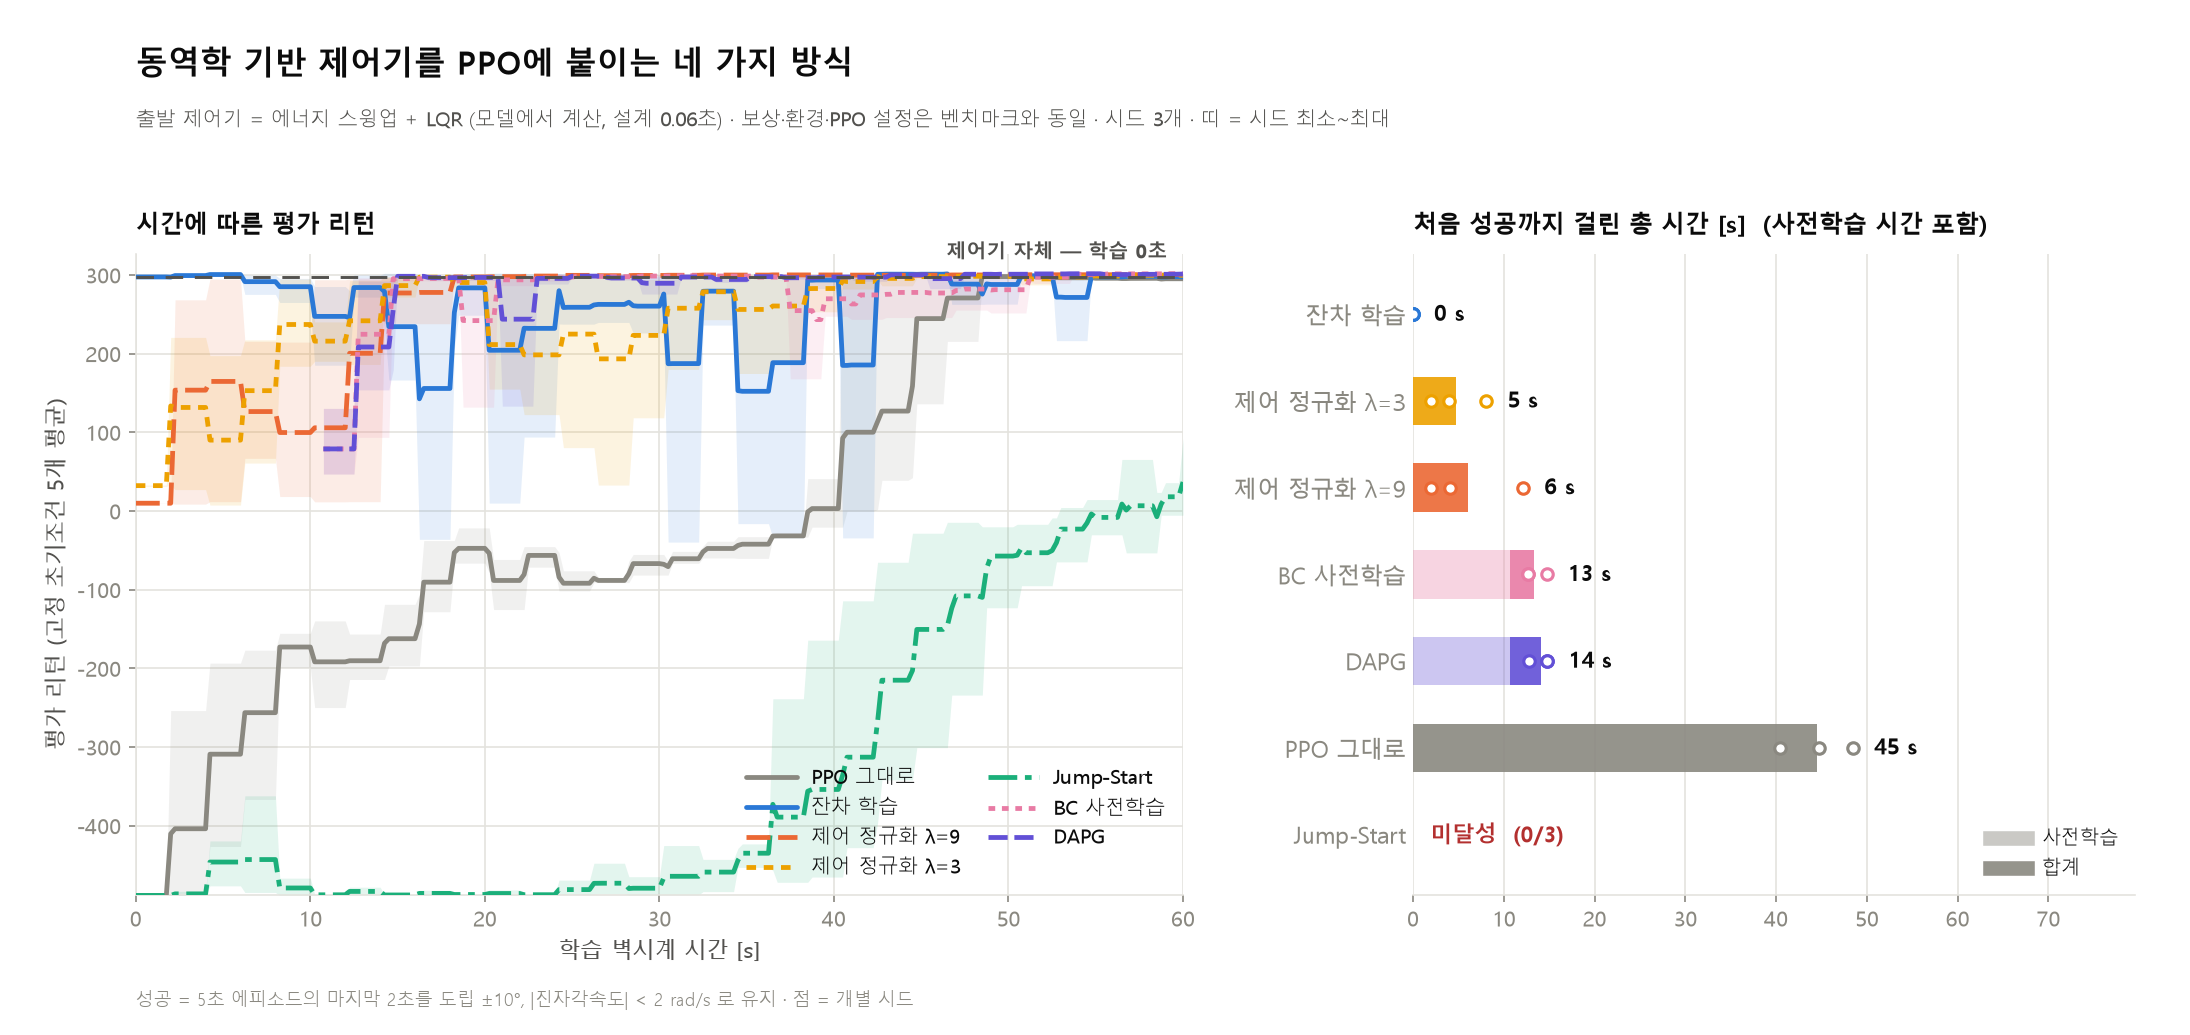 동역학 기반 제어기를 PPO에 붙이는 네 가지 방식
출발 제어기 = 에너지 스윙업 + LQR (모델에서 계산, 설계 0.06초) · 보상·환경·PPO 설정은 벤치마크와 동일 · 시드 3개 · 띠 = 시드 최소~최대
시간에 따른 평가 리턴
제어기 자체 — 학습 0초
평가 리턴 (고정 초기조건 5개 평균)
300
200
100
0
-100
-200
-300
-400
PPO 그대로
잔차 학습
제어 정규화 λ=9
제어 정규화 λ=3
Jump-Start
BC 사전학습
DAPG
0 10 20 30 40 50 60
학습 벽시계 시간 [s]
처음 성공까지 걸린 총 시간 [s] (사전학습 시간 포함)
잔차 학습 0 s
제어 정규화 λ=3 5 s
제어 정규화 λ=9 6 s
BC 사전학습 13 s
DAPG 14 s
PPO 그대로 45 s
Jump-Start 미달성 (0/3)
사전학습
합계
0 10 20 30 40 50 60 70
성공 = 5초 에피소드의 마지막 2초를 도립 ±10°, |진자각속도| < 2 rad/s 로 유지 · 점 = 개별 시드